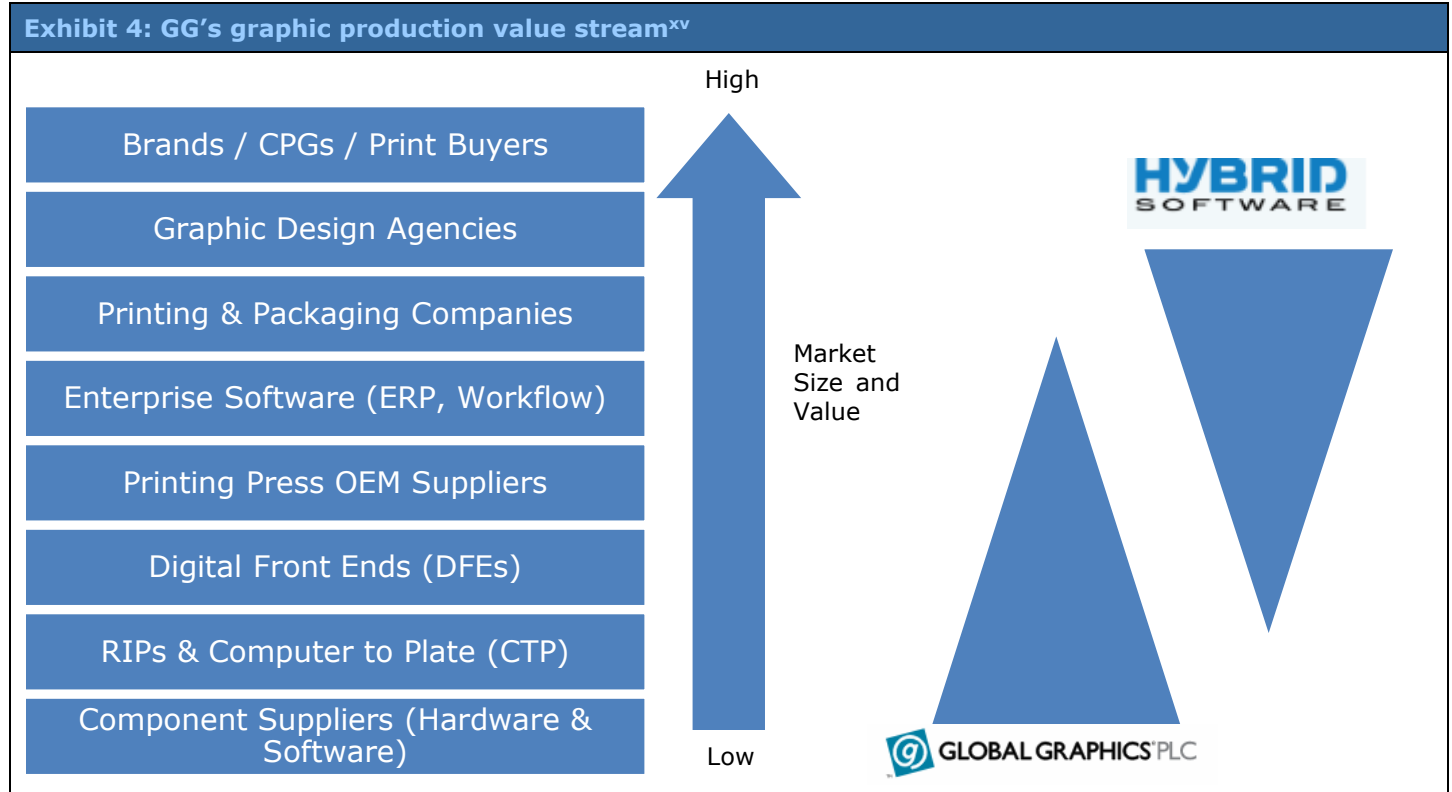 Exhibit 4: GG's graphic production value stream^xv
High
Brands / CPGs / Print Buyers
Graphic Design Agencies
Printing & Packaging Companies
Enterprise Software (ERP, Workflow)
Printing Press OEM Suppliers
Digital Front Ends (DFEs)
RIPs & Computer to Plate (CTP)
Component Suppliers (Hardware &
Software)
Market
Size and
Value
Low
HYBRID
SOFTWARE
g GLOBAL GRAPHICS PLC